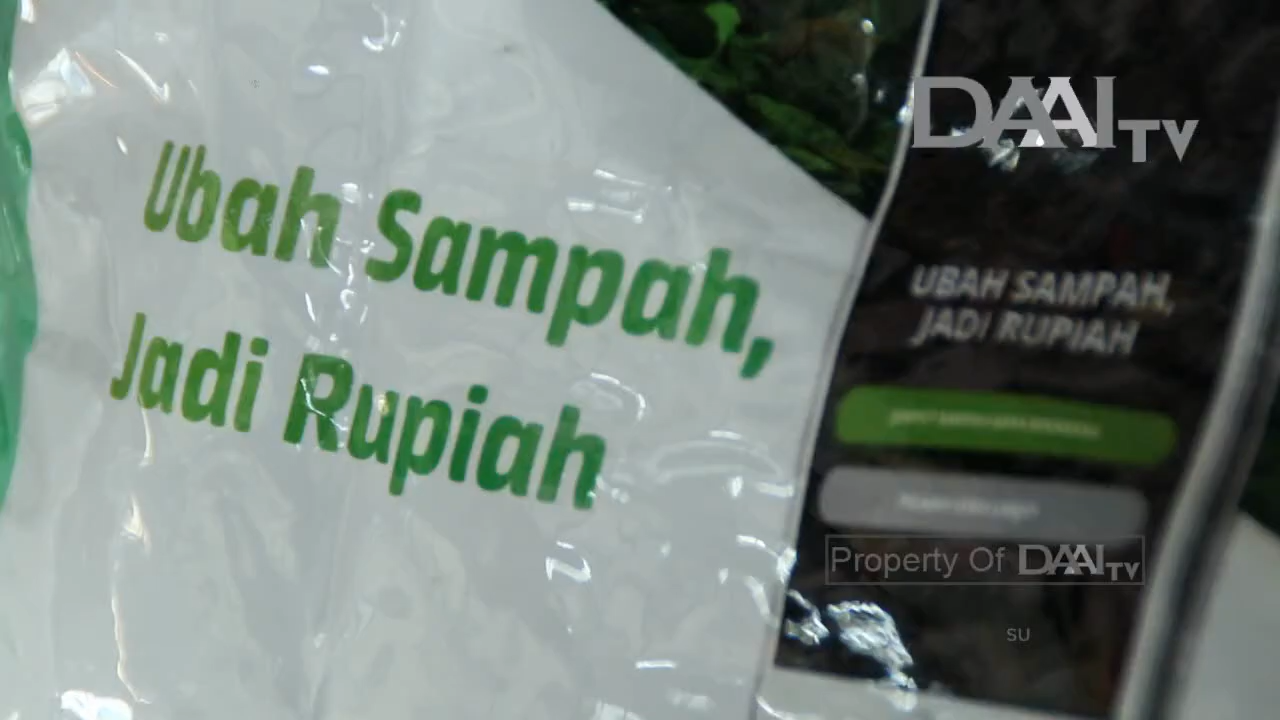 Ubah Sampah,
Jadi Rupiah
DAAI TV
UBAH SAMPAH,
JADI RUPIAH
Property Of DAAI TV
SU